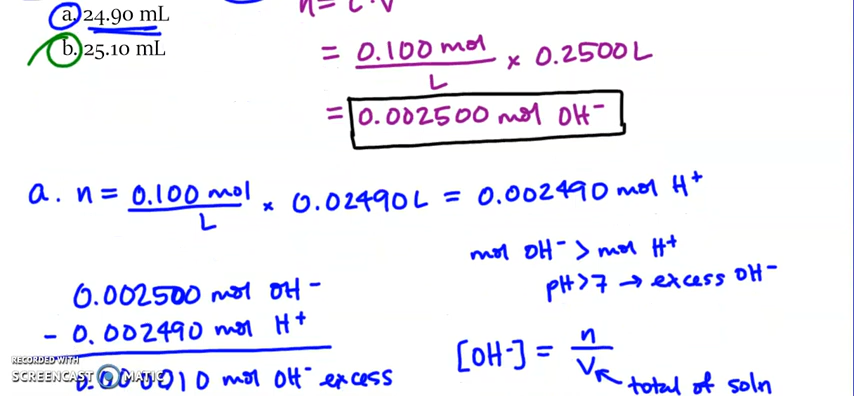 a. 24.90 mL
b. 25.10 mL
n = c · V
= 0.100 mol / L × 0.2500 L
= 0.002500 mol OH⁻
a. n = 0.100 mol / L × 0.02490 L = 0.002490 mol H⁺
mol OH⁻ > mol H⁺
pH > 7 → excess OH⁻
0.002500 mol OH⁻
- 0.002490 mol H⁺
0.000010 mol OH⁻ excess
[OH⁻] = n / V
total of soln
RECORDED WITH
SCREENCAST MATIC